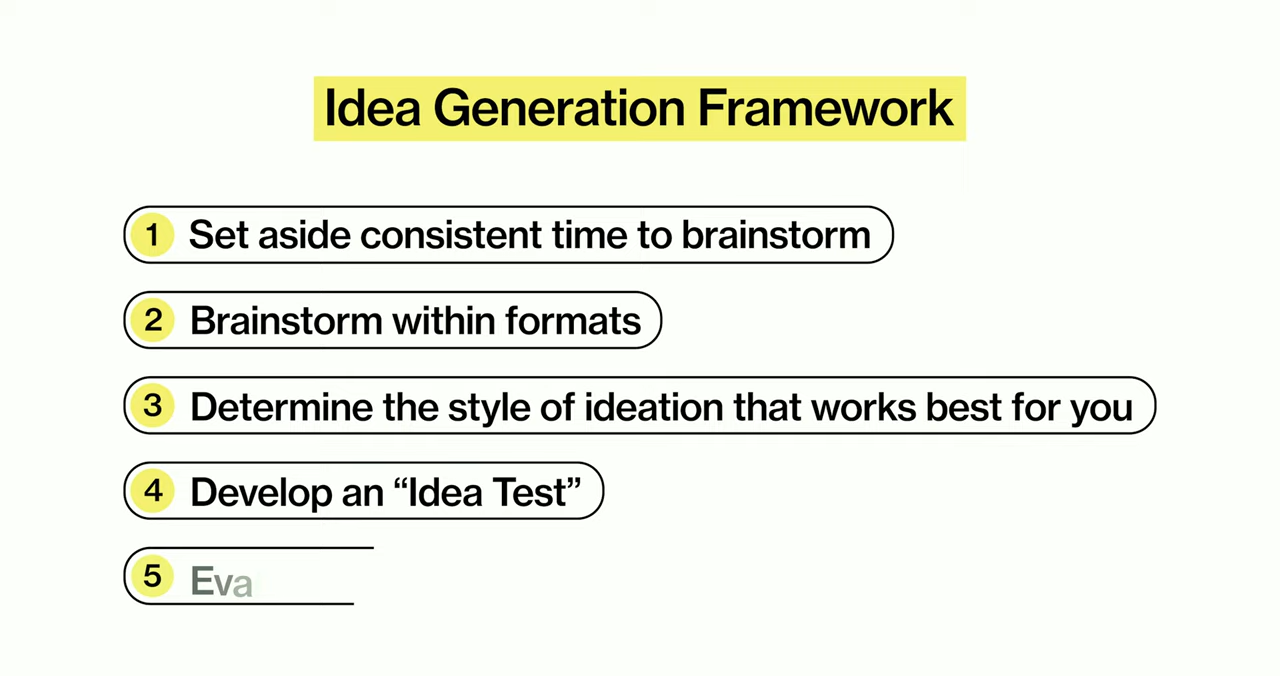 Idea Generation Framework
1 Set aside consistent time to brainstorm
2 Brainstorm within formats
3 Determine the style of ideation that works best for you
4 Develop an “Idea Test”
5 Eva